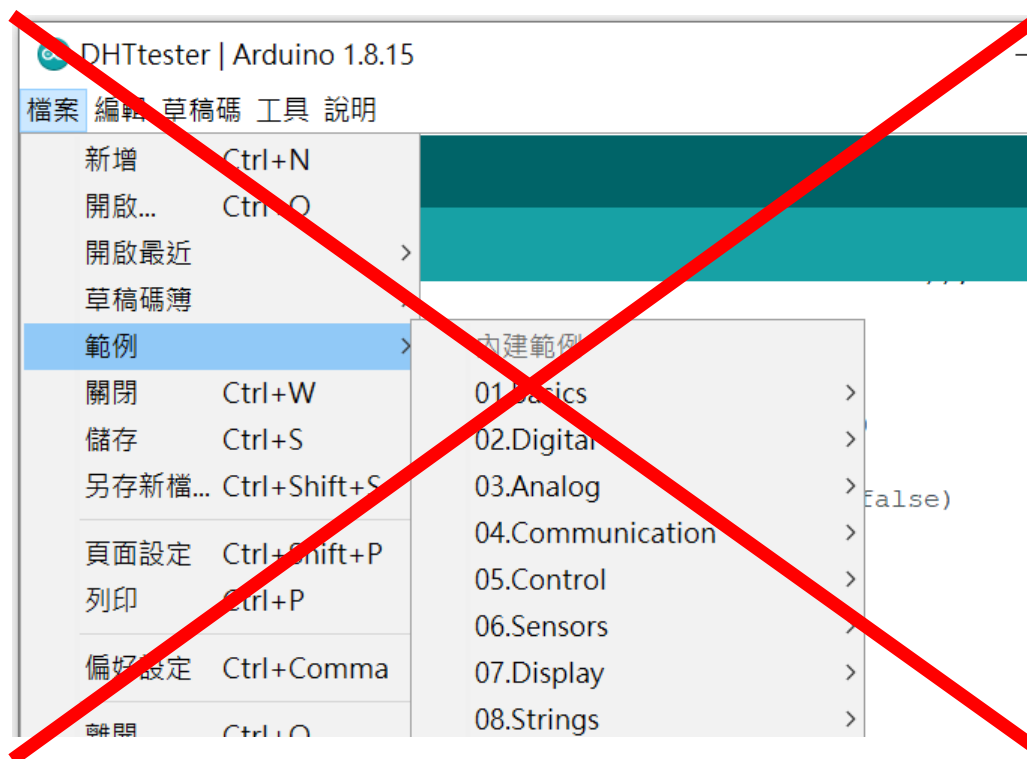 DHTtester | Arduino 1.8.15
檔案 編輯 草稿碼 工具 說明
新增 Ctrl+N
開啟... Ctrl+O
開啟最近
草稿碼簿
範例
關閉 Ctrl+W
儲存 Ctrl+S
另存新檔... Ctrl+Shift+S
頁面設定 Ctrl+Shift+P
列印 Ctrl+P
偏好設定 Ctrl+Comma
離開 Ctrl+Q
內建範例
01.Basics
02.Digital
03.Analog
04.Communication
05.Control
06.Sensors
07.Display
08.Strings
false)